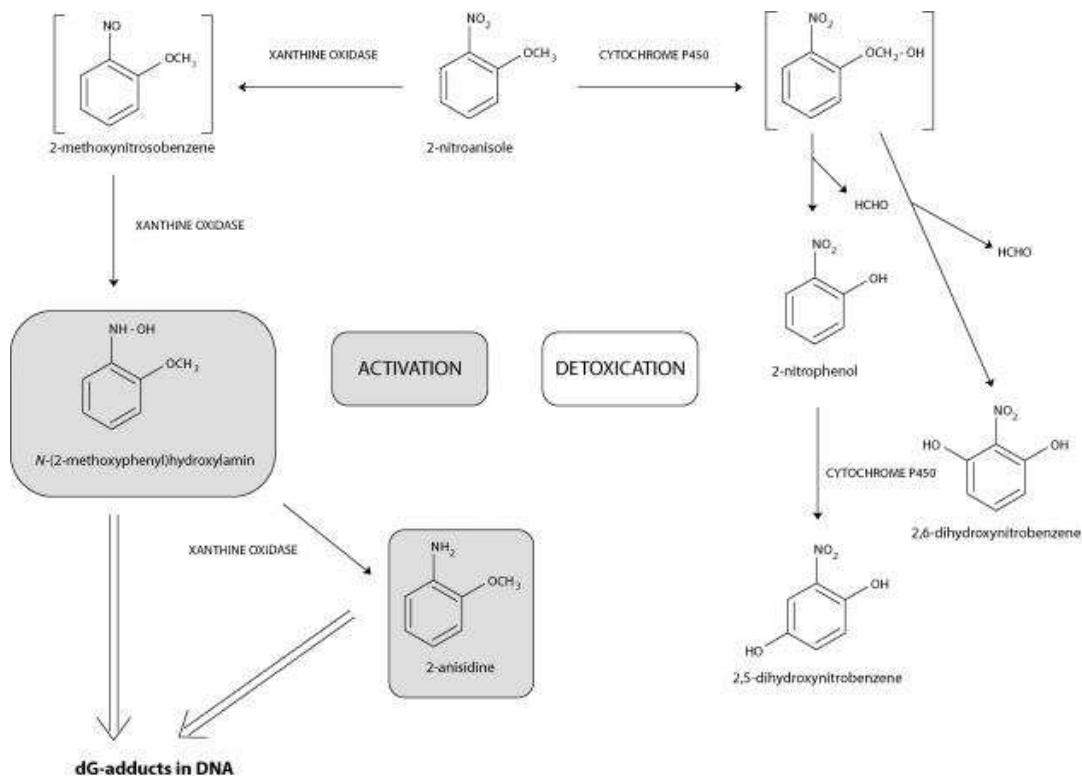 NO
OCH3
2-methoxynitrosobenzene
XANTHINE OXIDASE
NO2
OCH3
2-nitroanisole
CYTOCHROME P450
NO2
OCH2- OH
XANTHINE OXIDASE
HCHO
HCHO
NO2
OH
2-nitrophenol
NH - OH
OCH3
N-(2-methoxyphenyl)hydroxylamin
ACTIVATION
DETOXICATION
CYTOCHROME P450
NO2
HO
OH
2,6-dihydroxynitrobenzene
XANTHINE OXIDASE
NH2
OCH3
2-anisidine
NO2
OH
HO
2,5-dihydroxynitrobenzene
dG-adducts in DNA